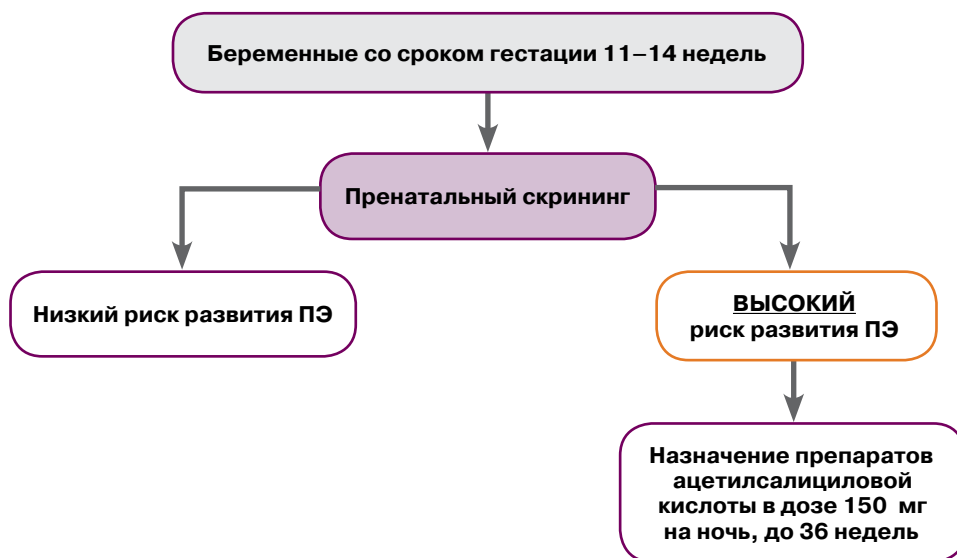 Беременные со сроком гестации 11–14 недель
Пренатальный скрининг
Низкий риск развития ПЭ
ВЫСОКИЙ
риск развития ПЭ
Назначение препаратов
ацетилсалициловой
кислоты в дозе 150 мг
на ночь, до 36 недель